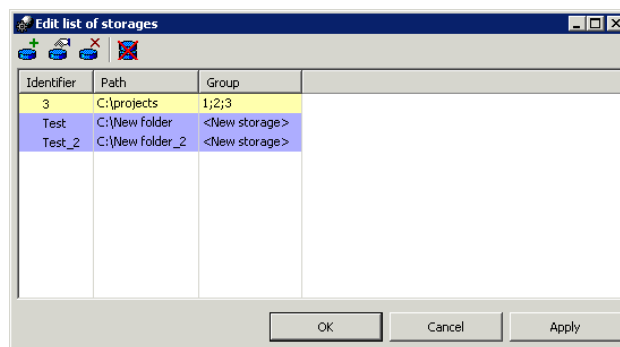 Edit list of storages
Identifier Path Group
3 C:\projects 1;2;3
Test C:\New folder <New storage>
Test_2 C:\New folder_2 <New storage>
OK Cancel Apply